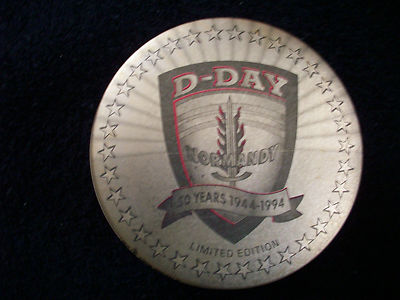 D-DAY
NORMANDY
50 YEARS 1944-1994
LIMITED EDITION